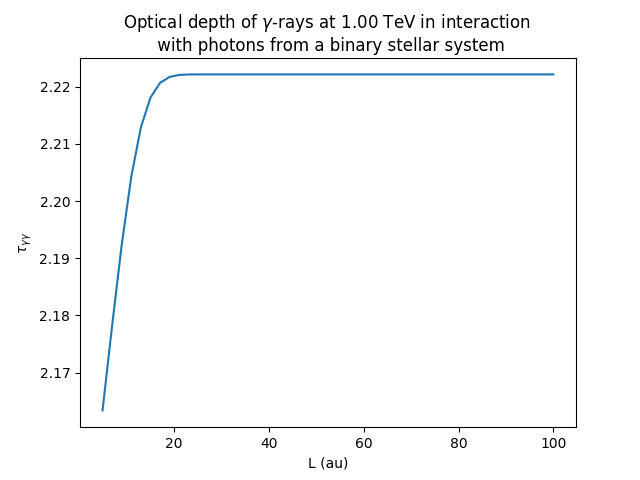 Optical depth of γ-rays at 1.00 TeV in interaction
with photons from a binary stellar system
2.22
2.21
2.20
2.19
2.18
2.17
τγγ
20 40 60 80 100
L (au)